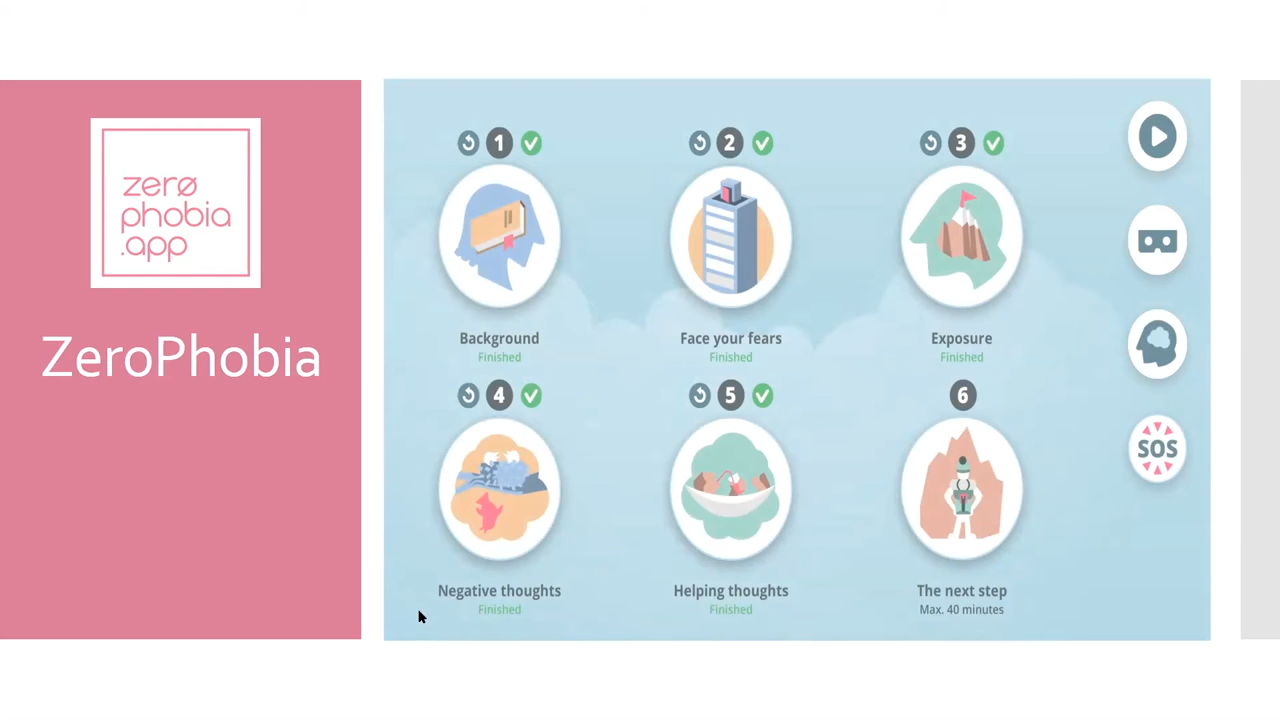 zerø
phobia
.app
ZeroPhobia
1
2
3
Background
Finished
Face your fears
Finished
Exposure
Finished
4
5
6
Negative thoughts
Finished
Helping thoughts
Finished
The next step
Max. 40 minutes
SOS